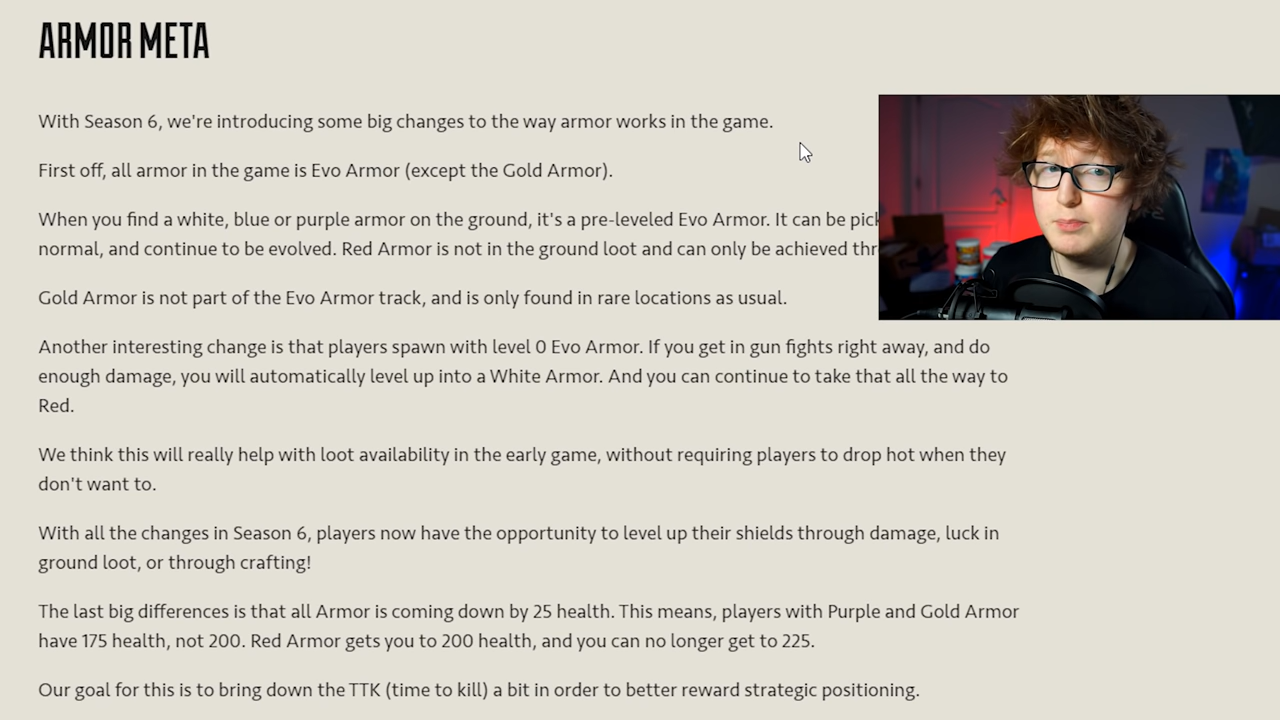 ARMOR META
With Season 6, we're introducing some big changes to the way armor works in the game.
First off, all armor in the game is Evo Armor (except the Gold Armor).
When you find a white, blue or purple armor on the ground, it's a pre-leveled Evo Armor. It can be
normal, and continue to be evolved. Red Armor is not in the ground loot and can only be achieved
Gold Armor is not part of the Evo Armor track, and is only found in rare locations as usual.
Another interesting change is that players spawn with level 0 Evo Armor. If you get in gun fights right away, and do
enough damage, you will automatically level up into a White Armor. And you can continue to take that all the way to
Red.
We think this will really help with loot availability in the early game, without requiring players to drop hot when they
don't want to.
With all the changes in Season 6, players now have the opportunity to level up their shields through damage, luck in
ground loot, or through crafting!
The last big differences is that all Armor is coming down by 25 health. This means, players with Purple and Gold Armor
have 175 health, not 200. Red Armor gets you to 200 health, and you can no longer get to 225.
Our goal for this is to bring down the TTK (time to kill) a bit in order to better reward strategic positioning.